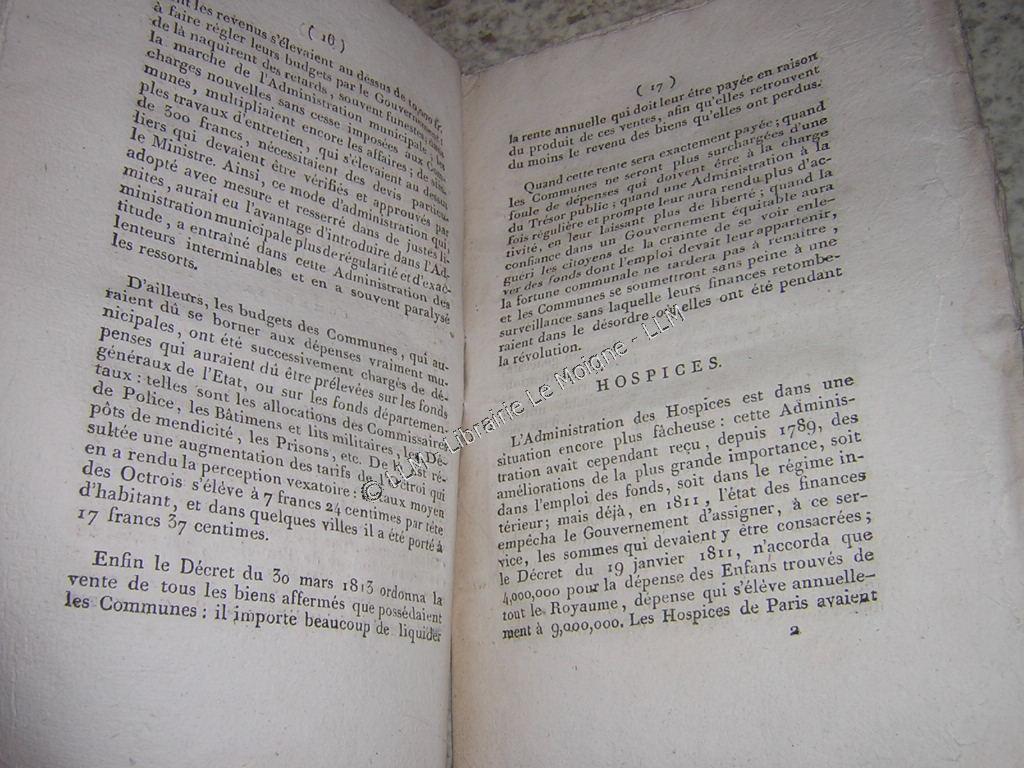 ( 16 )
les revenus s'élevaient au dessus de 10,000 fr.
à faire régler leurs budgets par le Gouvernement
de là naquirent des retards, souvent funestes
la marche de l'Administration municipale
charges nouvelles sans cesse imposées aux Com-
munes, multipliaient encore les affaires; de sim-
ples travaux d'entretien, qui s'élevaient au dessus
de 300 francs, nécessitaient des devis particu-
liers qui devaient être vérifiés et approuvés par
le Ministre. Ainsi, ce mode d'administration qui,
adopté avec mesure et resserré dans de justes li-
mites, aurait eu l'avantage d'introduire dans l'Ad-
ministration municipale plus de régularité et d'exac-
titude, a entraîné dans cette Administration des
lenteurs interminables et en a souvent paralysé
les ressorts.
D'ailleurs, les budgets des Communes, qui au-
raient dû se borner aux dépenses vraiment mu-
nicipales, ont été successivement chargés de dé-
penses qui auraient dû être prélevées sur les fonds
généraux de l'Etat, ou sur les fonds départemen-
taux: telles sont les allocations des Commissaires
de Police, les Bâtimens et lits militaires, les Dé-
pôts de mendicité, les Prisons, etc. De là est ré-
sultée une augmentation des tarifs de l'Octroi qui
en a rendu la perception vexatoire: le taux moyen
des Octrois s'élève à 7 francs 24 centimes par tête
d'habitant, et dans quelques villes il a été porté à
17 francs 37 centimes.
Enfin le Décret du 30 mars 1813 ordonna la
vente de tous les biens affermés que possédaient
les Communes: il importe beaucoup de liquider
( 17 )
la rente annuelle qui doit leur être payée en raison
du produit de ces ventes, afin qu'elles retrouvent
du moins le revenu des biens qu'elles ont perdus.
Quand cette rente sera exactement payée; quand
les Communes ne seront plus surchargées d'une
foule de dépenses qui doivent être à la charge
du Trésor public; quand une Administration à la
fois régulière et prompte leur aura rendu plus d'ac-
tivité, en leur laissant plus de liberté; quand la
confiance dans un Gouvernement équitable aura
guéri les citoyens de la crainte de se voir enle-
ver des fonds dont l'emploi devait leur appartenir,
la fortune communale ne tardera pas à renaître,
et les Communes se soumettront sans peine à une
surveillance sans laquelle leurs finances retombe-
raient dans le désordre où elles ont été pendant
la révolution.
HOSPICES.
L'Administration des Hospices est dans une
situation encore plus fâcheuse: cette Adminis-
tration avait cependant reçu, depuis 1789, des
améliorations de la plus grande importance, soit
dans l'emploi des fonds, soit dans le régime in-
térieur; mais déjà, en 1811, l'état des finances
empêcha le Gouvernement d'assigner, à ce ser-
vice, les sommes qui devaient y être consacrées;
le Décret du 19 janvier 1811, n'accorda que
4,000,000 pour la dépense des Enfans trouvés de
tout le Royaume, dépense qui s'élève annuelle-
ment à 9,000,000. Les Hospices de Paris avaient
2
© LLM - Librairie Le Moigne - LLM